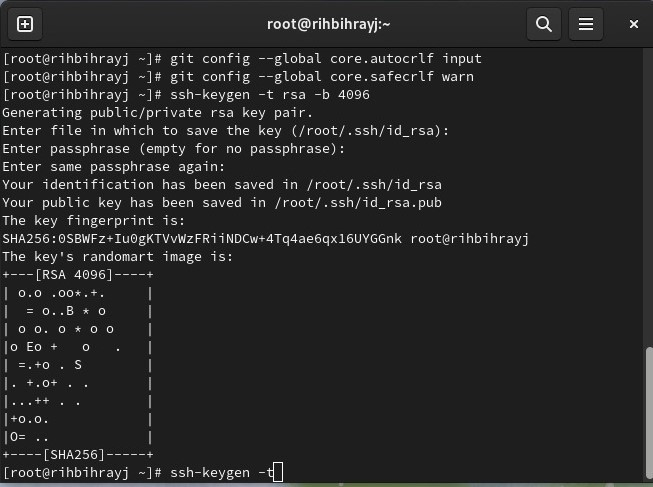 root@rihbihrayj:~
[root@rihbihrayj ~]# git config --global core.autocrlf input
[root@rihbihrayj ~]# git config --global core.safecrlf warn
[root@rihbihrayj ~]# ssh-keygen -t rsa -b 4096
Generating public/private rsa key pair.
Enter file in which to save the key (/root/.ssh/id_rsa):
Enter passphrase (empty for no passphrase):
Enter same passphrase again:
Your identification has been saved in /root/.ssh/id_rsa
Your public key has been saved in /root/.ssh/id_rsa.pub
The key fingerprint is:
SHA256:0SBWFz+Iu0gKTVvWzFRiiNDCw+4Tq4ae6qx16UYGGnk root@rihbihrayj
The key's randomart image is:
+---[RSA 4096]----+
| o.o .oo*.+.     |
|  = o..B * o     |
| o o. o * o o    |
|o Eo +   o   .   |
| =.+o . S        |
|. +.o+ . .       |
|...++ . .        |
|+o.o.            |
|O= ..            |
+----[SHA256]-----+
[root@rihbihrayj ~]# ssh-keygen -t